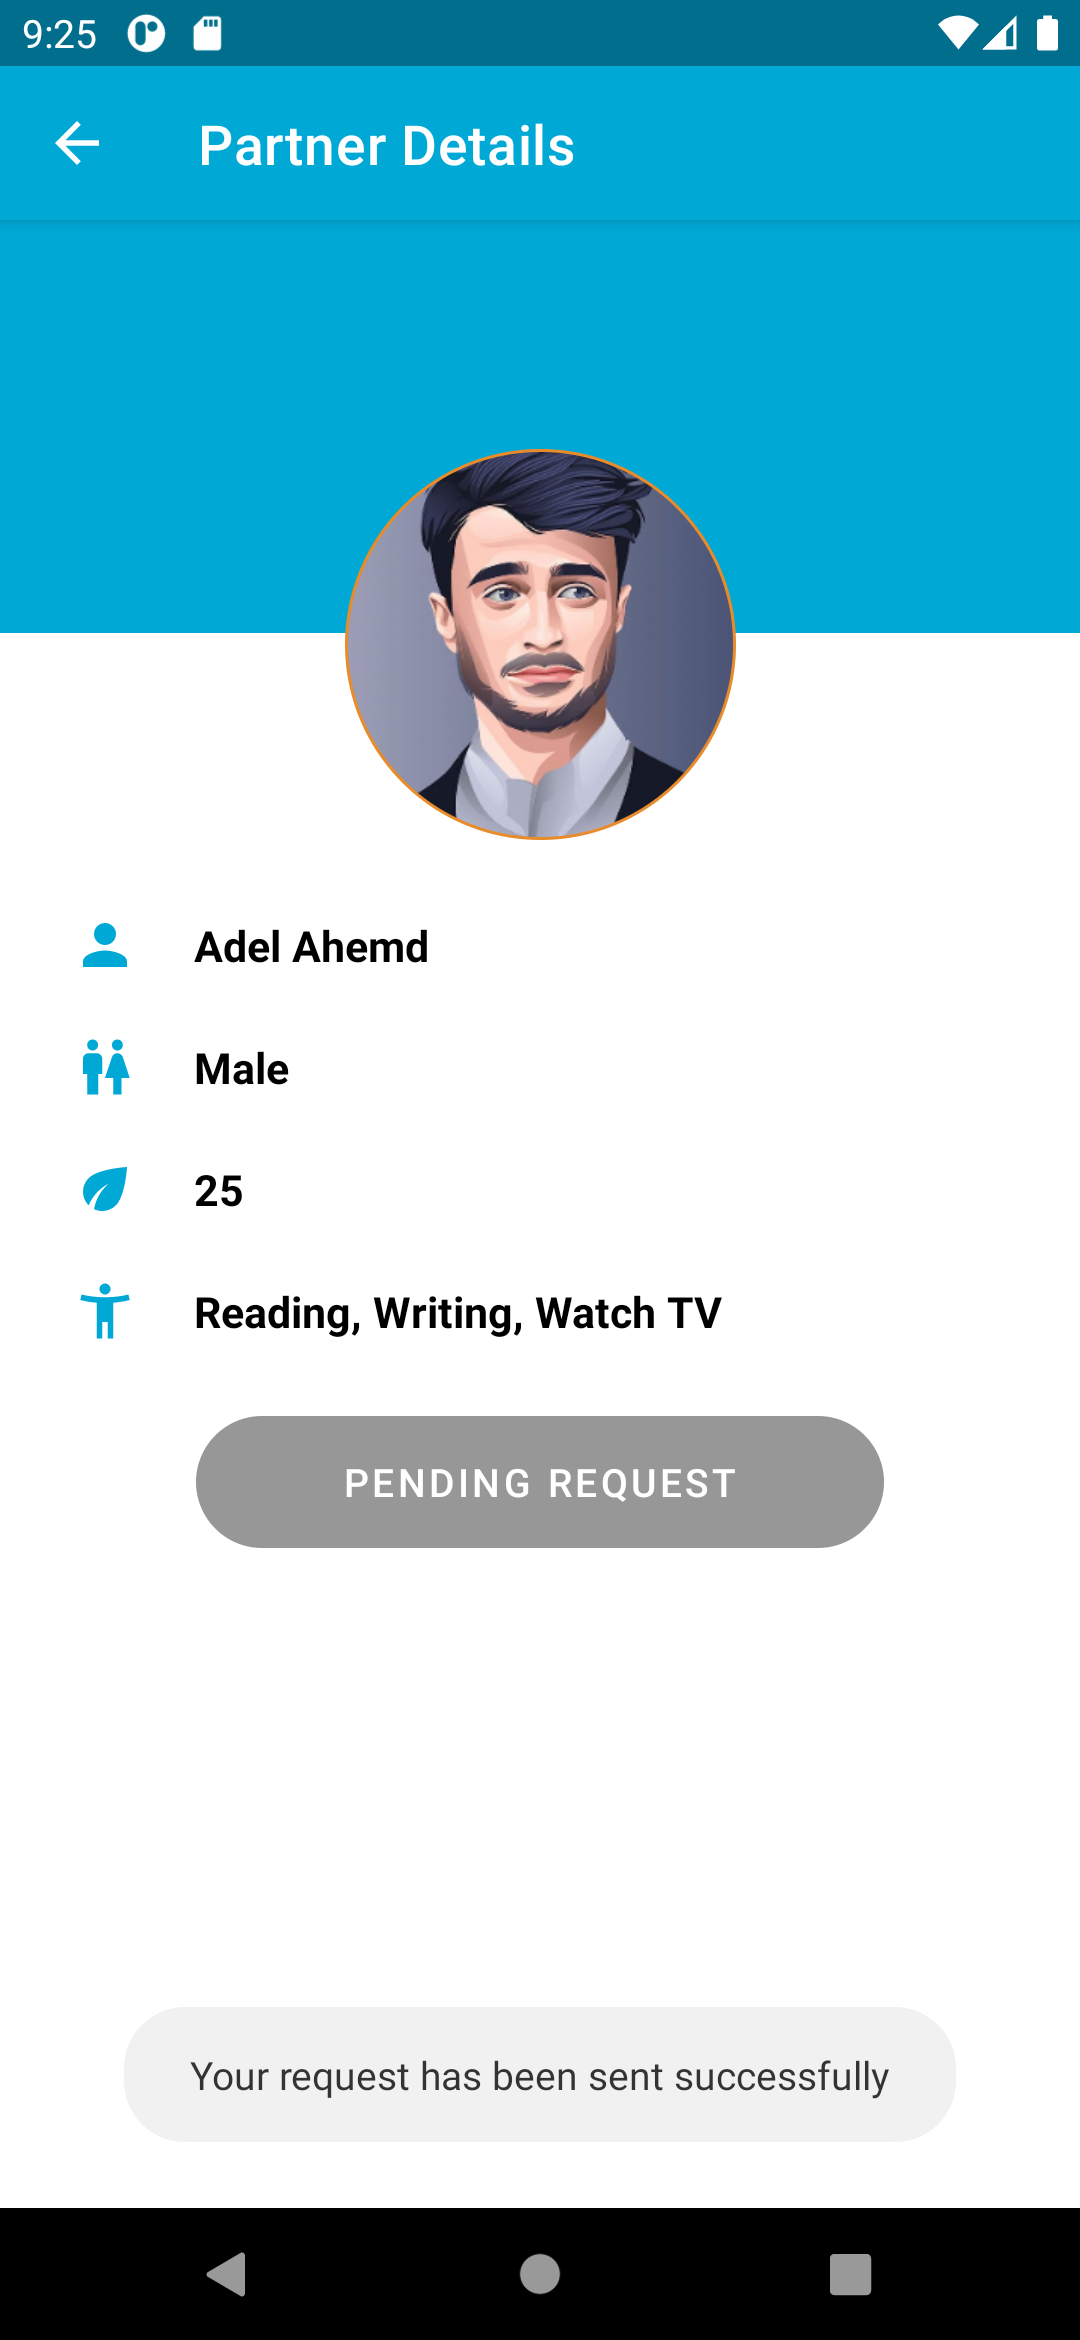 9:25
Partner Details
Adel Ahemd
Male
25
Reading, Writing, Watch TV
PENDING REQUEST
Your request has been sent successfully